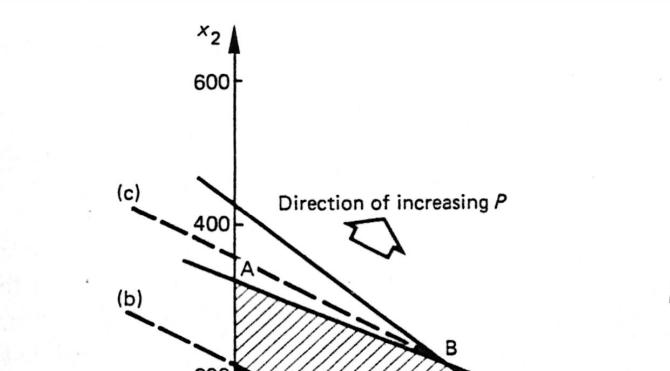 x₂
600
(c)
Direction of increasing P
400
A
(b)
B